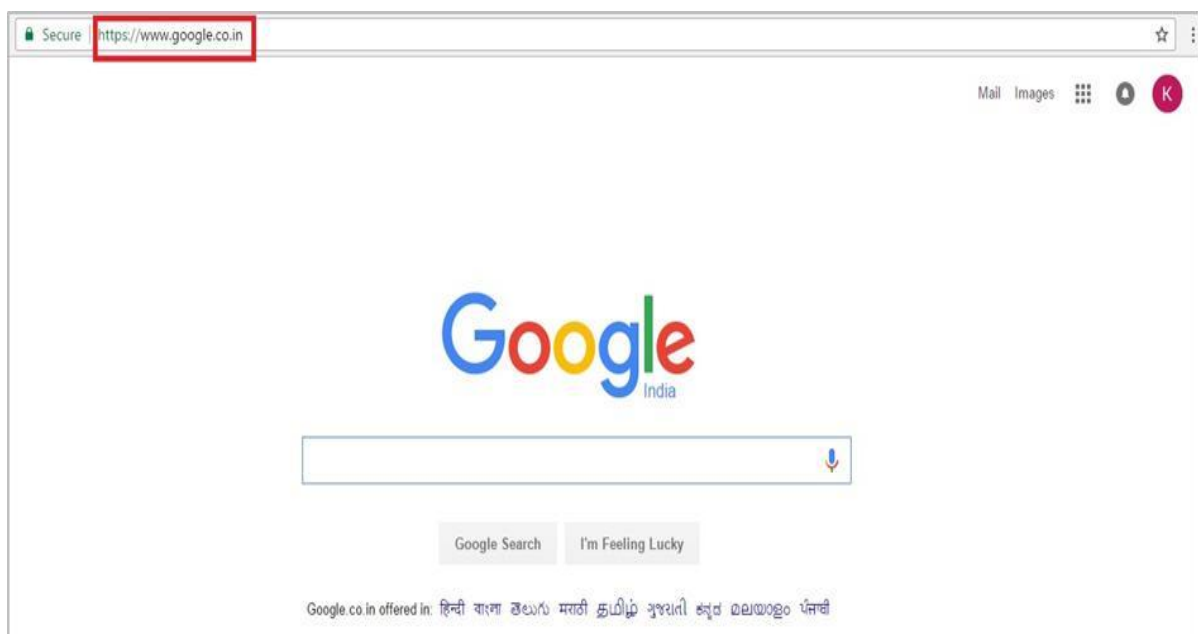 Secure https://www.google.co.in
Mail Images K
Google
India
Google Search I'm Feeling Lucky
Google.co.in offered in: हिन्दी বাংলা తెలుగు मराठी தமிழ் ગુજરાતી ಕನ್ನಡ മലയാളം ਪੰਜਾਬੀ